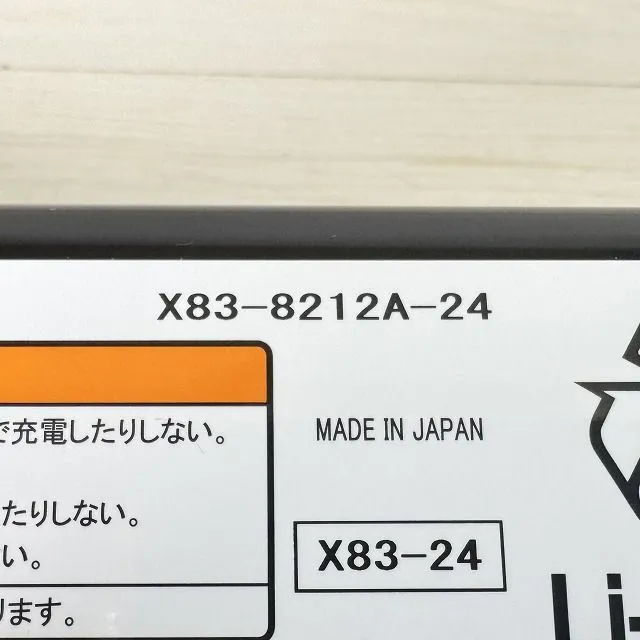 X83-8212A-24
で充電したりしない。
MADE IN JAPAN
たりしない。
い。
X83-24
ります。
Li-